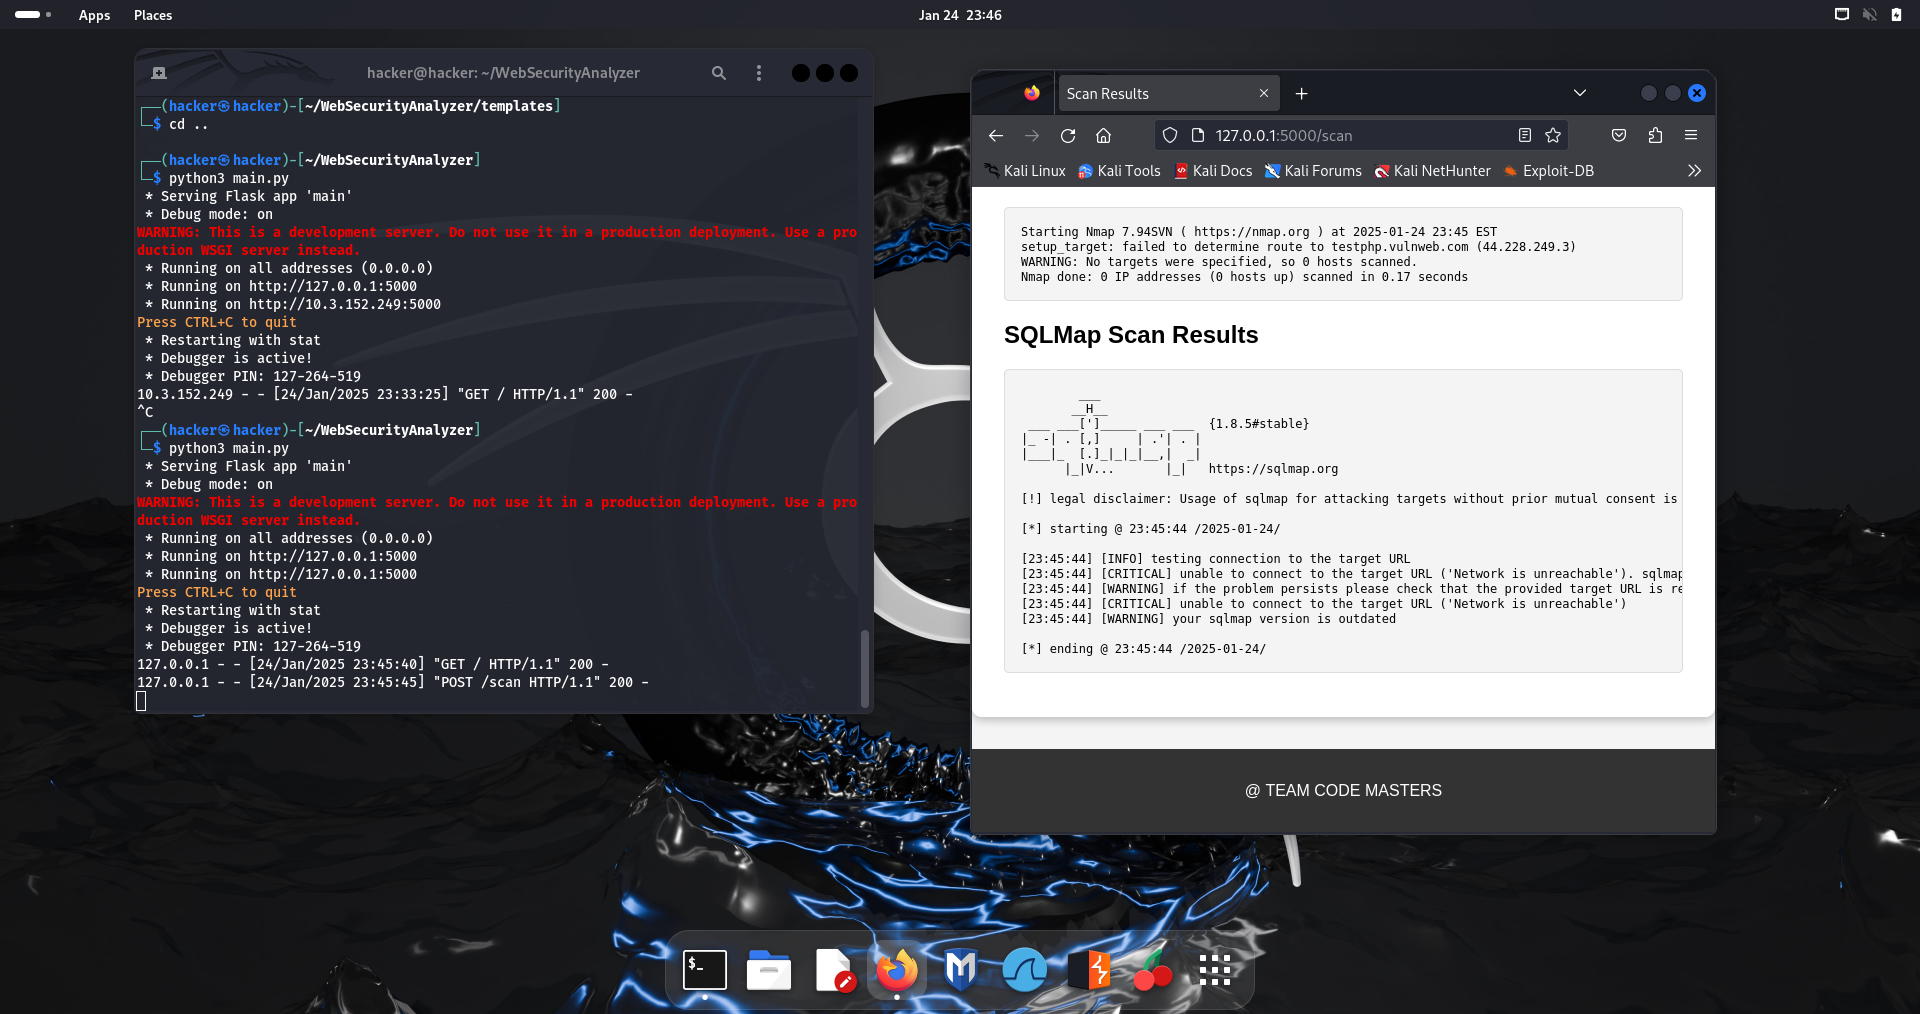 Apps Places
Jan 24 23:46
hacker@hacker: ~/WebSecurityAnalyzer
┌──(hacker㉿hacker)-[~/WebSecurityAnalyzer/templates]
└─$ cd ..
┌──(hacker㉿hacker)-[~/WebSecurityAnalyzer]
└─$ python3 main.py
 * Serving Flask app 'main'
 * Debug mode: on
WARNING: This is a development server. Do not use it in a production deployment. Use a pro
duction WSGI server instead.
 * Running on all addresses (0.0.0.0)
 * Running on http://127.0.0.1:5000
 * Running on http://10.3.152.249:5000
Press CTRL+C to quit
 * Restarting with stat
 * Debugger is active!
 * Debugger PIN: 127-264-519
10.3.152.249 - - [24/Jan/2025 23:33:25] "GET / HTTP/1.1" 200 -
^C
┌──(hacker㉿hacker)-[~/WebSecurityAnalyzer]
└─$ python3 main.py
 * Serving Flask app 'main'
 * Debug mode: on
WARNING: This is a development server. Do not use it in a production deployment. Use a pro
duction WSGI server instead.
 * Running on all addresses (0.0.0.0)
 * Running on http://127.0.0.1:5000
 * Running on http://127.0.0.1:5000
Press CTRL+C to quit
 * Restarting with stat
 * Debugger is active!
 * Debugger PIN: 127-264-519
127.0.0.1 - - [24/Jan/2025 23:45:40] "GET / HTTP/1.1" 200 -
127.0.0.1 - - [24/Jan/2025 23:45:45] "POST /scan HTTP/1.1" 200 -
Scan Results
127.0.0.1:5000/scan
Kali Linux Kali Tools Kali Docs Kali Forums Kali NetHunter Exploit-DB
Starting Nmap 7.94SVN ( https://nmap.org ) at 2025-01-24 23:45 EST
setup_target: failed to determine route to testphp.vulnweb.com (44.228.249.3)
WARNING: No targets were specified, so 0 hosts scanned.
Nmap done: 0 IP addresses (0 hosts up) scanned in 0.17 seconds
SQLMap Scan Results
        ___
       __H__
 ___ ___[']_____ ___ ___  {1.8.5#stable}
|_ -| . [,]     | .'| . |
|___|_  [.]_|_|_|__,|  _|
      |_|V...       |_|   https://sqlmap.org
[!] legal disclaimer: Usage of sqlmap for attacking targets without prior mutual consent is
[*] starting @ 23:45:44 /2025-01-24/
[23:45:44] [INFO] testing connection to the target URL
[23:45:44] [CRITICAL] unable to connect to the target URL ('Network is unreachable'). sqlmap
[23:45:44] [WARNING] if the problem persists please check that the provided target URL is re
[23:45:44] [CRITICAL] unable to connect to the target URL ('Network is unreachable')
[23:45:44] [WARNING] your sqlmap version is outdated
[*] ending @ 23:45:44 /2025-01-24/
@ TEAM CODE MASTERS
$_